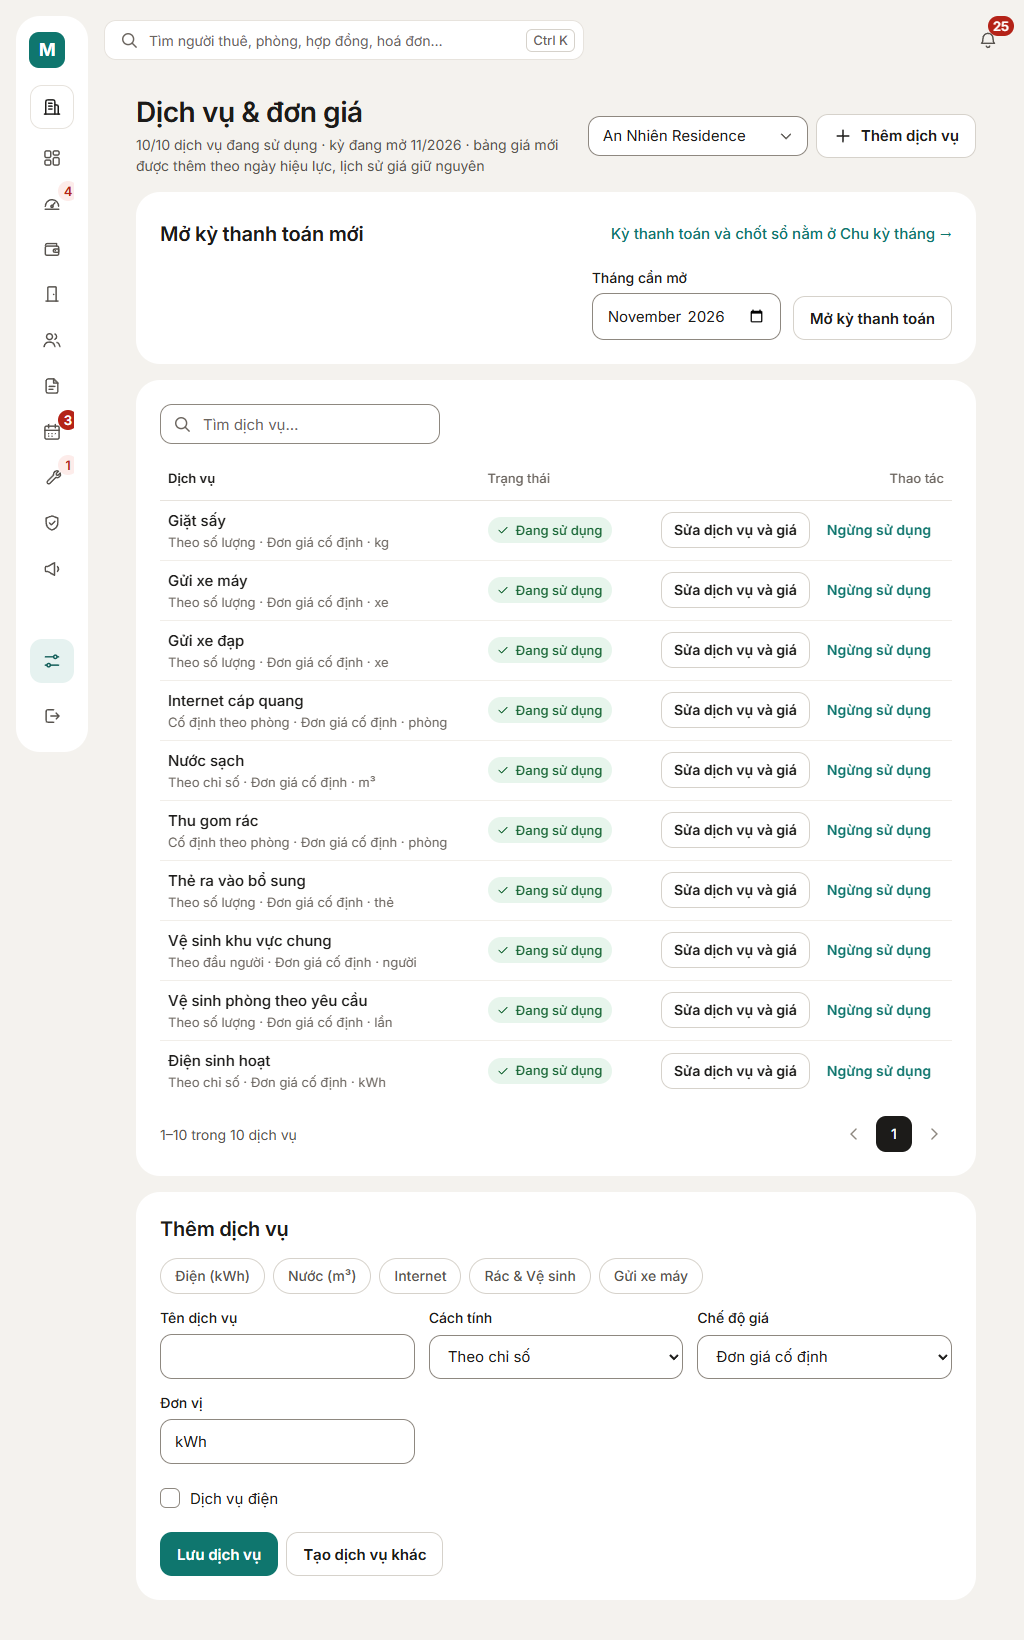 M
Tìm người thuê, phòng, hợp đồng, hoá đơn...
Ctrl K
25
4
3
1
Dịch vụ & đơn giá
10/10 dịch vụ đang sử dụng · kỳ đang mở 11/2026 · bảng giá mới
được thêm theo ngày hiệu lực, lịch sử giá giữ nguyên
An Nhiên Residence
Thêm dịch vụ
Mở kỳ thanh toán mới
Kỳ thanh toán và chốt sổ nằm ở Chu kỳ tháng →
Tháng cần mở
November 2026
Mở kỳ thanh toán
Tìm dịch vụ...
Dịch vụ Trạng thái Thao tác
Giặt sấy
Theo số lượng · Đơn giá cố định · kg
Đang sử dụng Sửa dịch vụ và giá Ngừng sử dụng
Gửi xe máy
Theo số lượng · Đơn giá cố định · xe
Đang sử dụng Sửa dịch vụ và giá Ngừng sử dụng
Gửi xe đạp
Theo số lượng · Đơn giá cố định · xe
Đang sử dụng Sửa dịch vụ và giá Ngừng sử dụng
Internet cáp quang
Cố định theo phòng · Đơn giá cố định · phòng
Đang sử dụng Sửa dịch vụ và giá Ngừng sử dụng
Nước sạch
Theo chỉ số · Đơn giá cố định · m³
Đang sử dụng Sửa dịch vụ và giá Ngừng sử dụng
Thu gom rác
Cố định theo phòng · Đơn giá cố định · phòng
Đang sử dụng Sửa dịch vụ và giá Ngừng sử dụng
Thẻ ra vào bổ sung
Theo số lượng · Đơn giá cố định · thẻ
Đang sử dụng Sửa dịch vụ và giá Ngừng sử dụng
Vệ sinh khu vực chung
Theo đầu người · Đơn giá cố định · người
Đang sử dụng Sửa dịch vụ và giá Ngừng sử dụng
Vệ sinh phòng theo yêu cầu
Theo số lượng · Đơn giá cố định · lần
Đang sử dụng Sửa dịch vụ và giá Ngừng sử dụng
Điện sinh hoạt
Theo chỉ số · Đơn giá cố định · kWh
Đang sử dụng Sửa dịch vụ và giá Ngừng sử dụng
1–10 trong 10 dịch vụ
1
Thêm dịch vụ
Điện (kWh) Nước (m³) Internet Rác & Vệ sinh Gửi xe máy
Tên dịch vụ Cách tính Chế độ giá
Theo chỉ số Đơn giá cố định
Đơn vị
kWh
Dịch vụ điện
Lưu dịch vụ Tạo dịch vụ khác